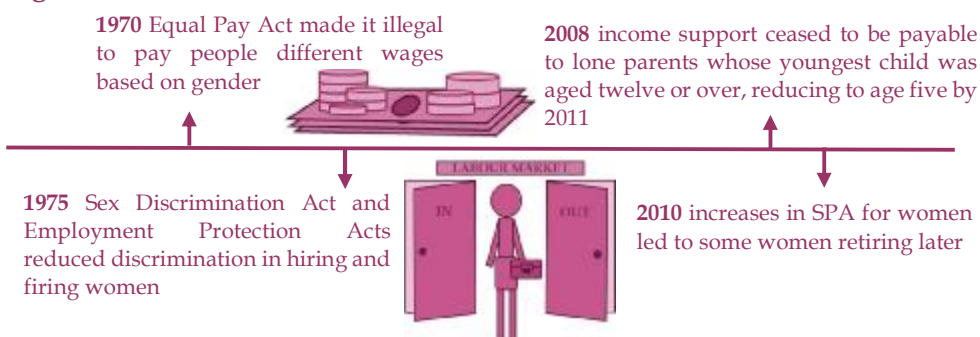 1970 Equal Pay Act made it illegal
to pay people different wages
based on gender
2008 income support ceased to be payable
to lone parents whose youngest child was
aged twelve or over, reducing to age five by
2011
LABOUR MARKET
IN
OUT
1975 Sex Discrimination Act and
Employment Protection Acts
reduced discrimination in hiring and
firing women
2010 increases in SPA for women
led to some women retiring later